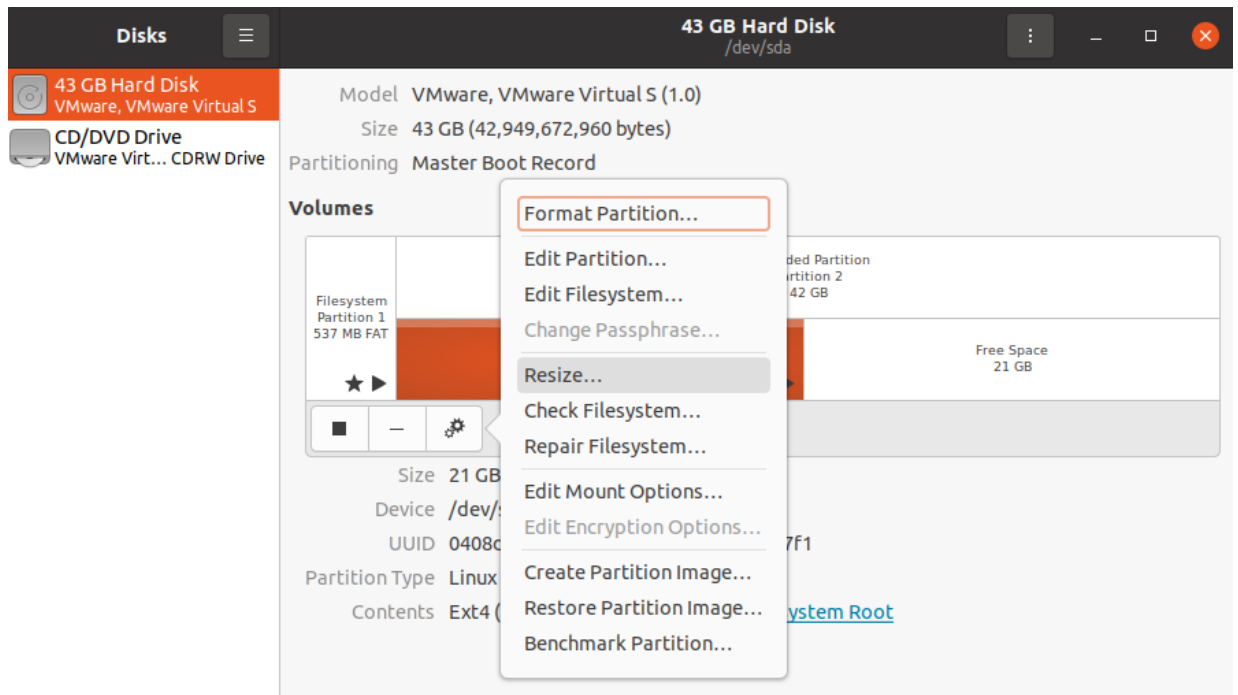 Disks
43 GB Hard Disk
/dev/sda
43 GB Hard Disk
VMware, VMware Virtual S
CD/DVD Drive
VMware Virt... CDRW Drive
Model VMware, VMware Virtual S (1.0)
Size 43 GB (42,949,672,960 bytes)
Partitioning Master Boot Record
Volumes
Filesystem
Partition 1
537 MB FAT
ded Partition
rtition 2
42 GB
Free Space
21 GB
Format Partition...
Edit Partition...
Edit Filesystem...
Change Passphrase...
Resize...
Check Filesystem...
Repair Filesystem...
Edit Mount Options...
Edit Encryption Options...
Create Partition Image...
Restore Partition Image...
Benchmark Partition...
Size 21 GB
Device /dev/s
UUID 0408c 7f1
Partition Type Linux
Contents Ext4 ( ystem Root